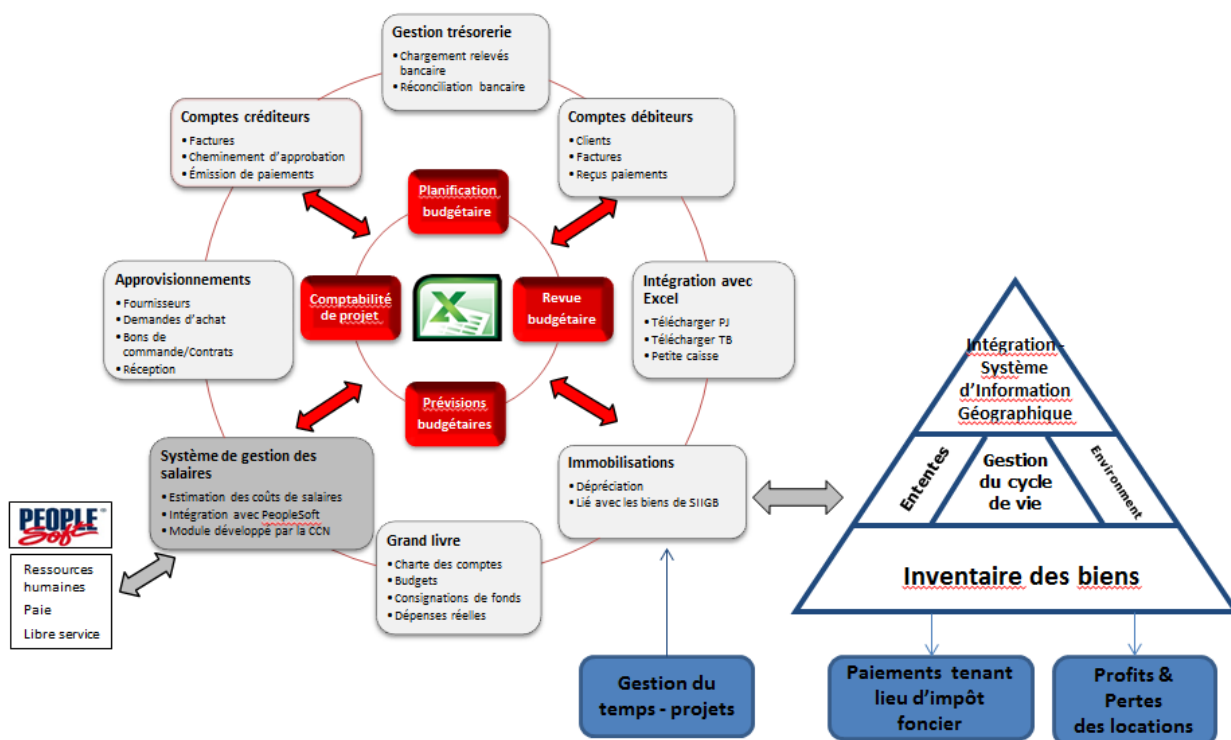 Gestion trésorerie
▪ Chargement relevés
bancaire
▪ Réconciliation bancaire
Comptes créditeurs
▪ Factures
▪ Cheminement d'approbation
▪ Émission de paiements
Comptes débiteurs
▪ Clients
▪ Factures
▪ Reçus paiements
Planification
budgétaire
Approvisionnements
▪ Fournisseurs
▪ Demandes d'achat
▪ Bons de
commande/Contrats
▪ Réception
Comptabilité
de projet
X
Revue
budgétaire
Intégration avec
Excel
▪ Télécharger PJ
▪ Télécharger TB
▪ Petite caisse
Prévisions
budgétaires
Système de gestion des
salaires
▪ Estimation des coûts de salaires
▪ Intégration avec PeopleSoft
▪ Module développé par la CCN
Immobilisations
▪ Dépréciation
▪ Lié avec les biens de SIIGB
Grand livre
▪ Charte des comptes
▪ Budgets
▪ Consignations de fonds
▪ Dépenses réelles
PEOPLE
Soft
Ressources
humaines
Paie
Libre service
Intégration -
Système
d'Information
Géographique
Ententes
Gestion
du cycle
de vie
Environment
Inventaire des biens
Gestion du
temps - projets
Paiements tenant
lieu d'impôt
foncier
Profits &
Pertes
des locations